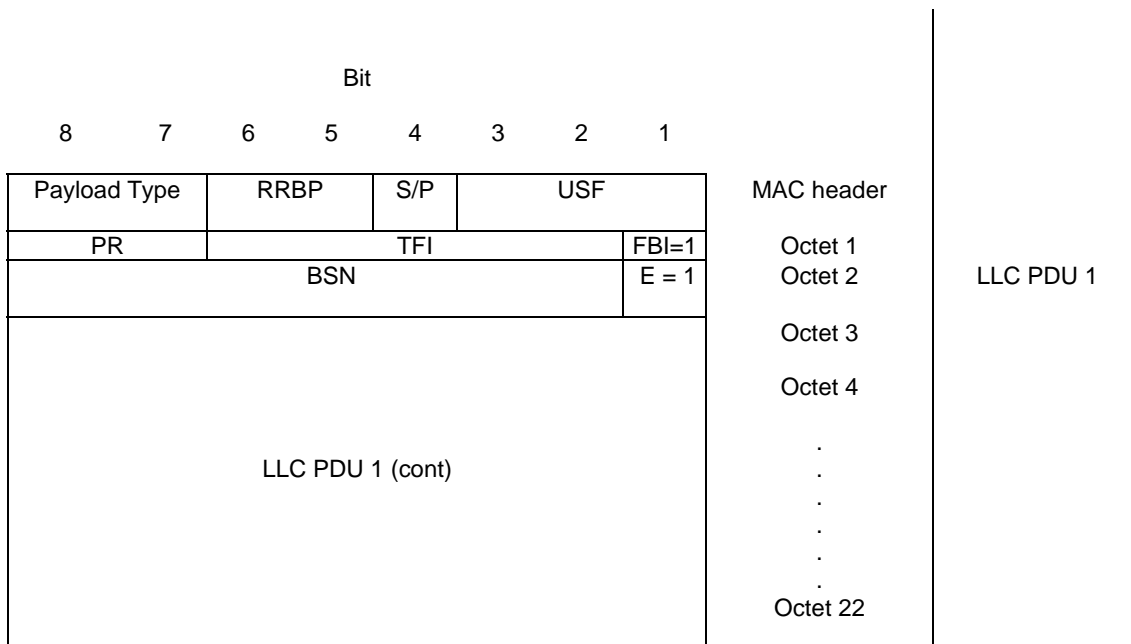 Bit
8 7 6 5 4 3 2 1
Payload Type RRBP S/P USF MAC header
PR TFI FBI=1 Octet 1
BSN E = 1 Octet 2 LLC PDU 1
Octet 3
Octet 4
.
LLC PDU 1 (cont) .
.
.
.
.
Octet 22